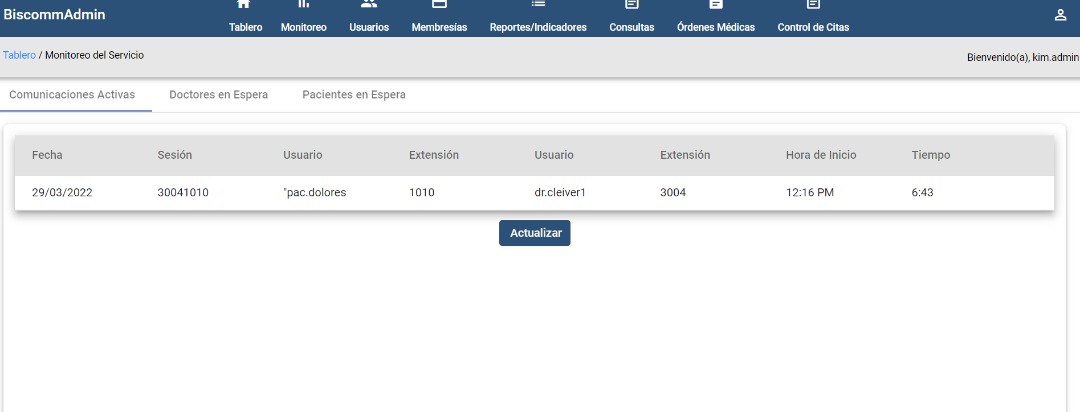 BiscommAdmin
Tablero Monitoreo Usuarios Membresías Reportes/Indicadores Consultas Órdenes Médicas Control de Citas
Tablero / Monitoreo del Servicio
Bienvenido(a), kim.admin
Comunicaciones Activas Doctores en Espera Pacientes en Espera
Fecha Sesión Usuario Extensión Usuario Extensión Hora de Inicio Tiempo
29/03/2022 30041010 "pac.dolores 1010 dr.cleiver1 3004 12:16 PM 6:43
Actualizar